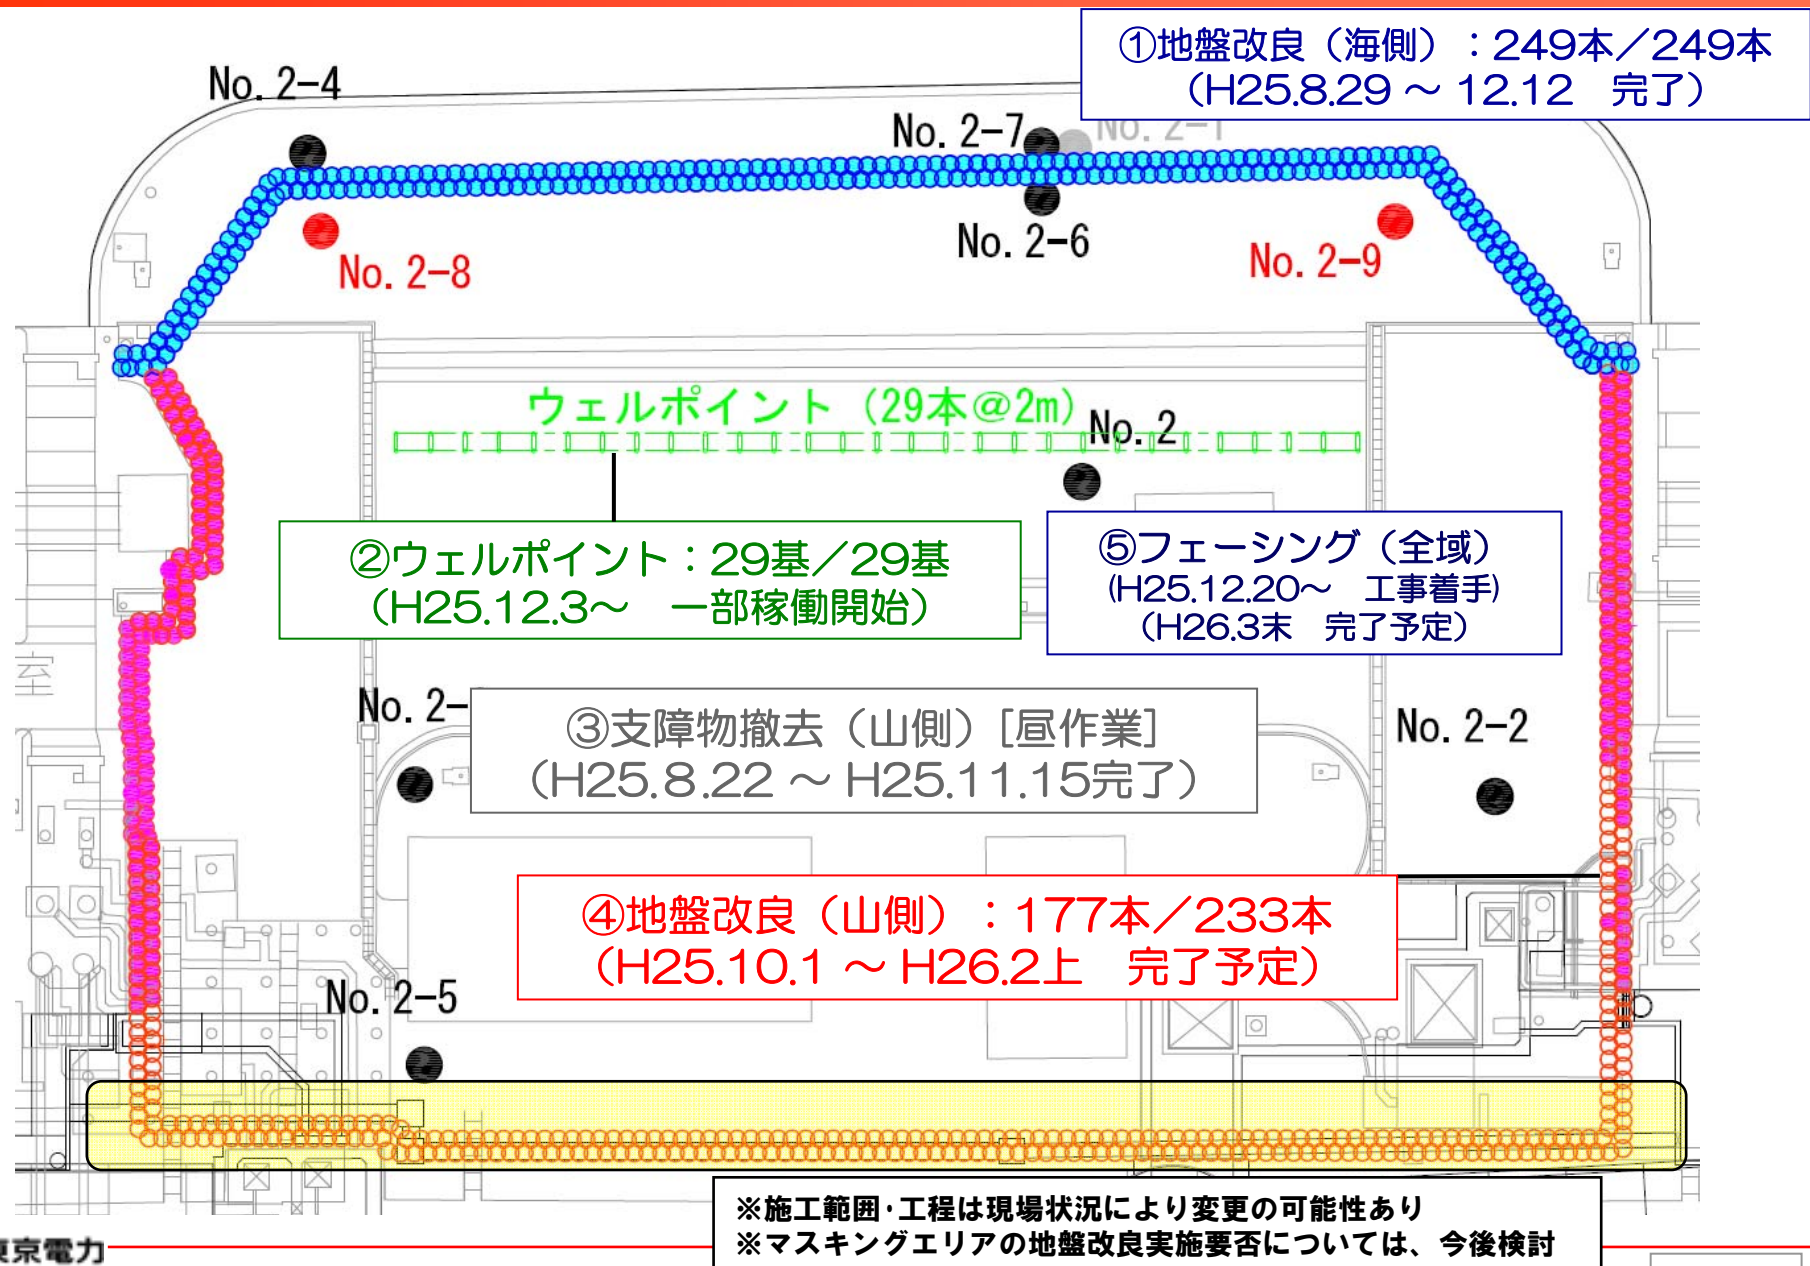 ①地盤改良（海側）：249本／249本
（H25.8.29 ～ 12.12　完了）
No. 2-4
No. 2-7
No. 2-1
No. 2-6
No. 2-8
No. 2-9
ウェルポイント（29本@2m）
No. 2
②ウェルポイント：29基／29基
（H25.12.3～　一部稼働開始）
⑤フェーシング（全域）
(H25.12.20～　工事着手)
（H26.3末　完了予定）
室
No. 2-
③支障物撤去（山側）［昼作業］
（H25.8.22 ～ H25.11.15完了）
No. 2-2
④地盤改良（山側）：177本／233本
（H25.10.1 ～ H26.2上　完了予定）
No. 2-5
※施工範囲・工程は現場状況により変更の可能性あり
※マスキングエリアの地盤改良実施要否については、今後検討
東京電力